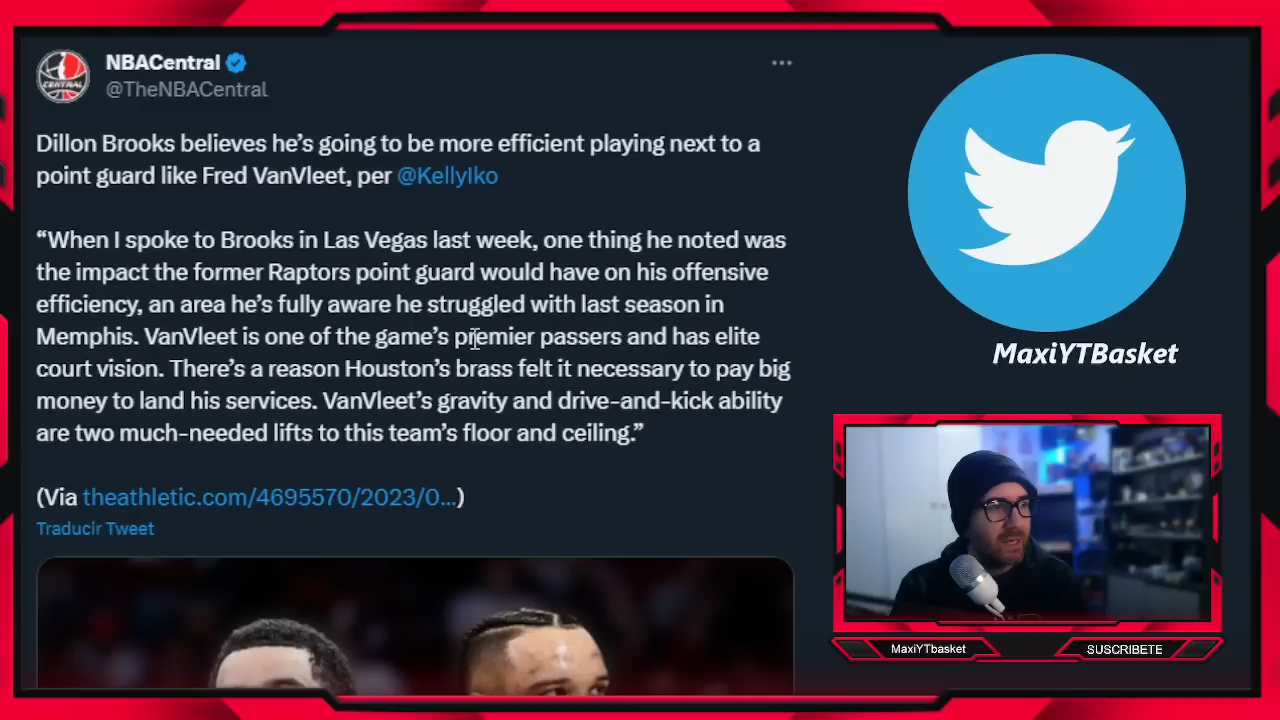 NBACentral
@TheNBACentral
Dillon Brooks believes he's going to be more efficient playing next to a
point guard like Fred VanVleet, per @KellyIko
“When I spoke to Brooks in Las Vegas last week, one thing he noted was
the impact the former Raptors point guard would have on his offensive
efficiency, an area he's fully aware he struggled with last season in
Memphis. VanVleet is one of the game's premier passers and has elite
court vision. There's a reason Houston's brass felt it necessary to pay big
money to land his services. VanVleet's gravity and drive-and-kick ability
are two much-needed lifts to this team's floor and ceiling.”
(Via theathletic.com/4695570/2023/0...)
Traducir Tweet
CENTRAL
MaxiYTBasket
MaxiYTbasket
SUSCRIBETE